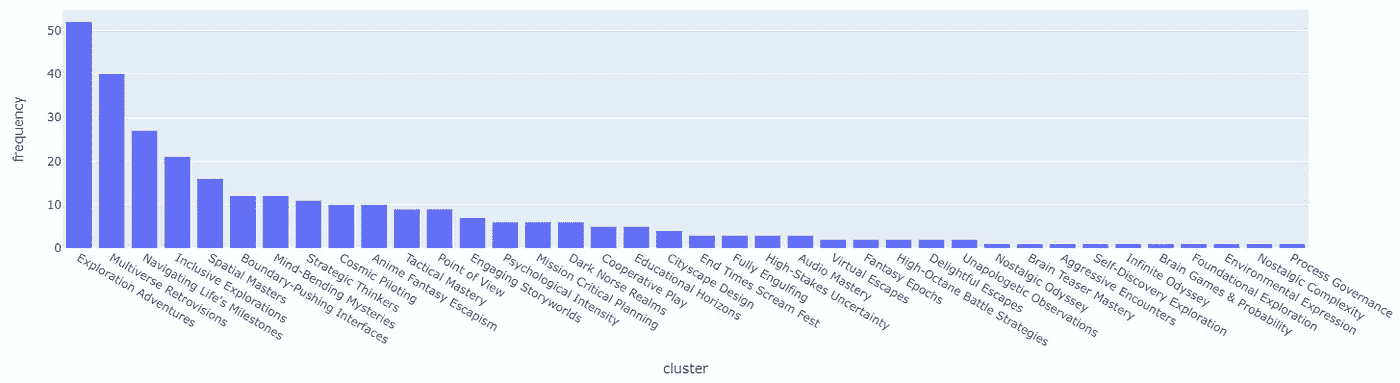 50
40
30
20
10
0
frequency
Exploration Adventures
Multiverse Retrovisions
Navigating Life's Milestones
Inclusive Explorations
Spatial Masters
Boundary-Pushing Interfaces
Mind-Bending Mysteries
Strategic Thinkers
Cosmic Piloting
Anime Fantasy Escapism
Tactical Mastery
Point of View
Engaging Storyworlds
Psychological Intensity
Mission Critical Planning
Dark Norse Realms
Cooperative Play
Educational Horizons
Cityscape Design
End Times Scream Fest
Fully Engulfing
High-Stakes Uncertainty
Audio Mastery
Virtual Escapes
Fantasy Epochs
High-Octane Battle Strategies
Delightful Escapes
Unapologetic Observations
Nostalgic Odyssey
Brain Teaser Mastery
Aggressive Encounters
Self-Discovery Exploration
Infinite Odyssey
Brain Games & Probability
Foundational Exploration
Environmental Expression
Nostalgic Complexity
Process Governance
cluster